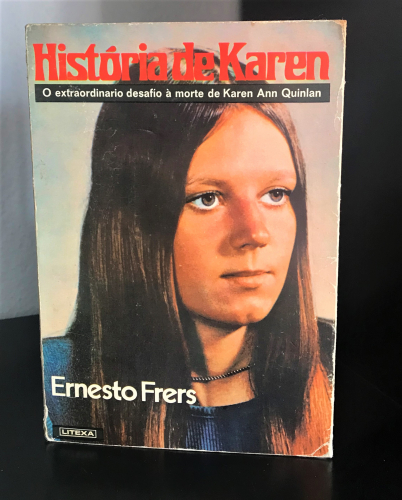 História de Karen
O extraordinario desafio à morte de Karen Ann Quinlan
Ernesto Frers
LITEXA